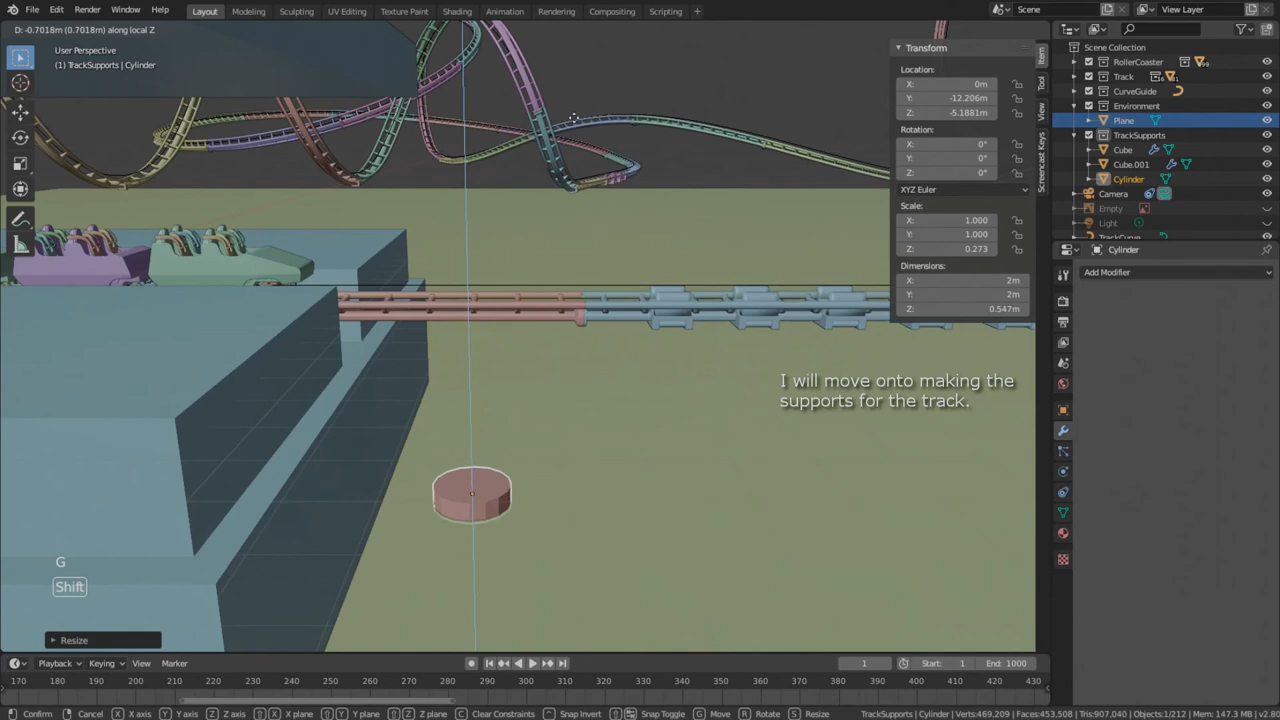 File Edit Render Window Help Layout Modeling Sculpting UV Editing Texture Paint Shading Animation Rendering Compositing Scripting + Scene View Layer
D: -0.7018m (0.7018m) along local Z
User Perspective
(1) TrackSupports | Cylinder
Transform
Location:
X: 0m
Y: -12.206m
Z: -5.1881m
Rotation:
X: 0°
Y: 0°
Z: 0°
XYZ Euler
Scale:
X: 1.000
Y: 1.000
Z: 0.273
Dimensions:
X: 2m
Y: 2m
Z: 0.547m
Item
Tool
View
Screencast Keys
Scene Collection
RollerCoaster
Track
CurveGuide
Environment
Plane
TrackSupports
Cube
Cube.001
Cylinder
Camera
Empty
Light
Cylinder
Add Modifier
I will move onto making the
supports for the track.
G
Shift
Resize
Playback Keying View Marker 1 Start: 1 End: 1000
170 180 190 200 210 220 230 240 250 260 270 280 290 300 310 320 330 340 350 360 370 380 390 400 410 420 430
Confirm Cancel X X axis Y Y axis Z Z axis X X plane Y Y plane Z Z plane C Clear Constraints Snap Invert Snap Toggle G Move R Rotate S Resize TrackSupports | Cylinder | Verts:469,209 | Faces:453,508 | Tris:907,040 | Objects:1/212 | Mem: 147.3 MB | v2.80